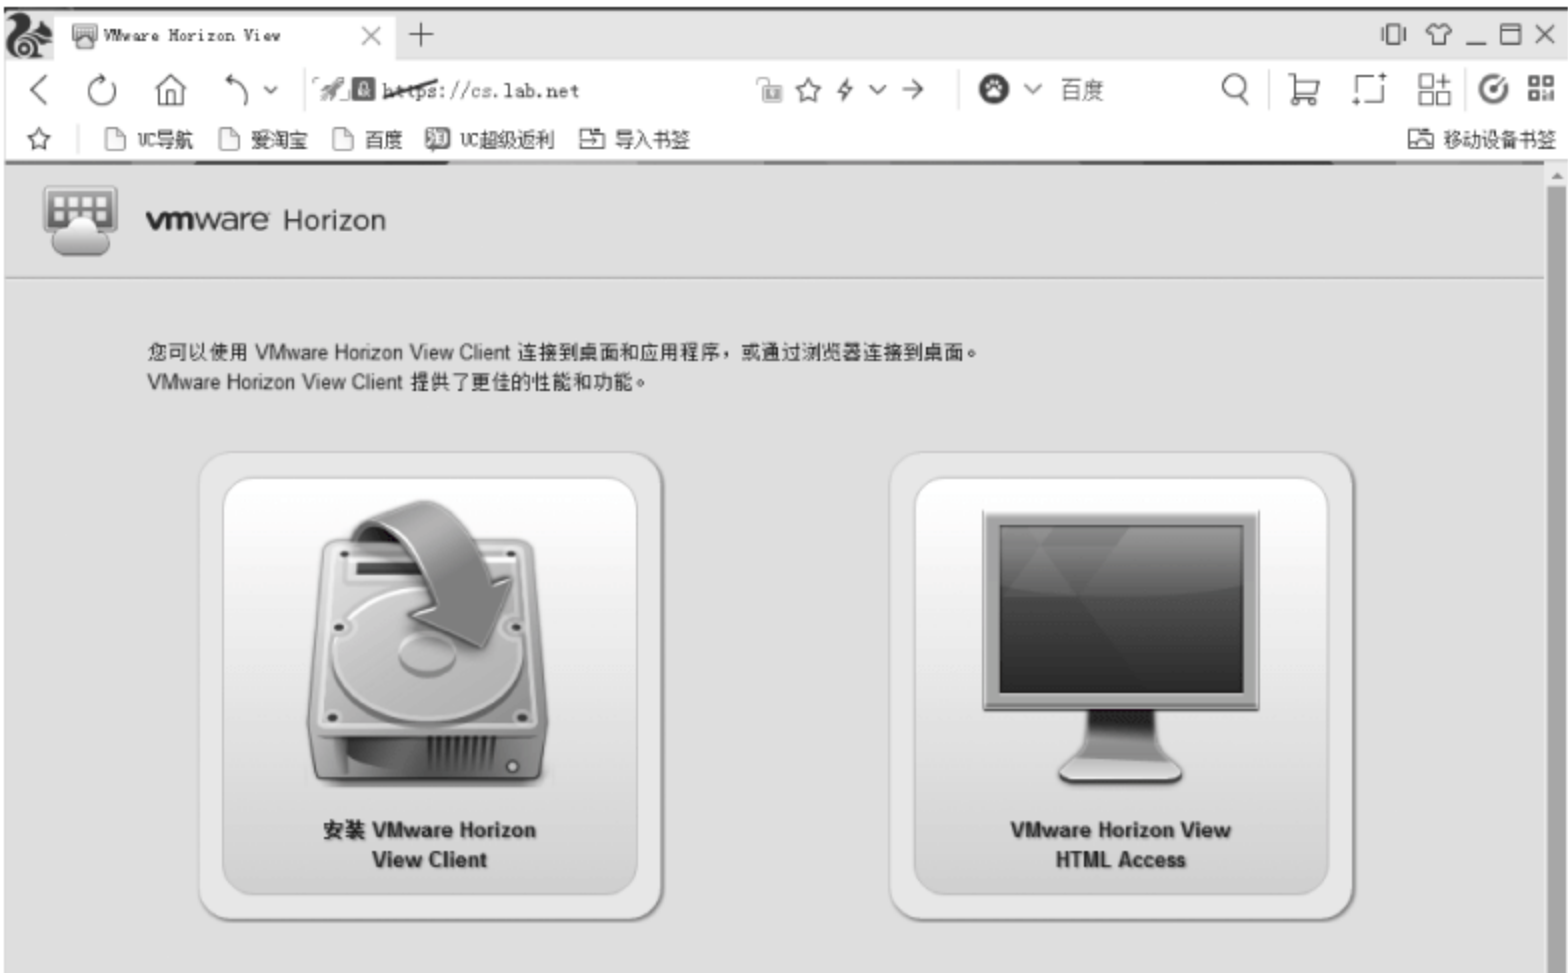 VMware Horizon View
https://cs.lab.net
百度
UC导航
爱淘宝
百度
UC超级返利
导入书签
移动设备书签
vmware Horizon
您可以使用 VMware Horizon View Client 连接到桌面和应用程序，或通过浏览器连接到桌面。
VMware Horizon View Client 提供了更佳的性能和功能。
安装 VMware Horizon
View Client
VMware Horizon View
HTML Access